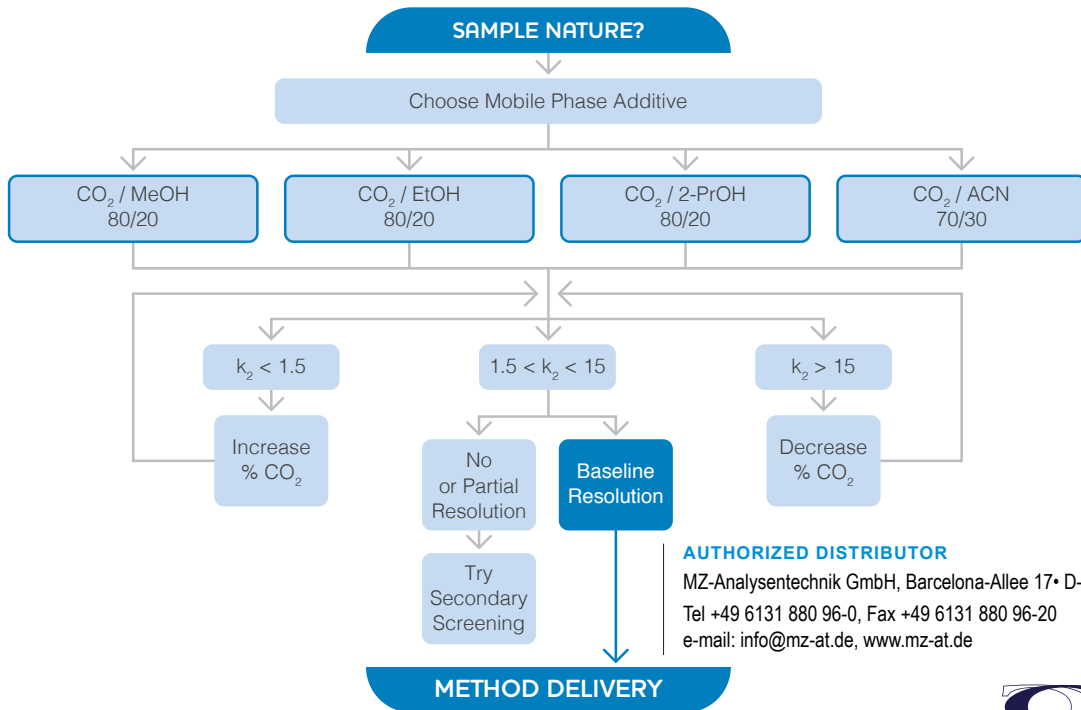 SAMPLE NATURE?
Choose Mobile Phase Additive
CO₂ / MeOH
80/20
CO₂ / EtOH
80/20
CO₂ / 2-PrOH
80/20
CO₂ / ACN
70/30
k₂ < 1.5
1.5 < k₂ < 15
k₂ > 15
Increase
% CO₂
No
or Partial
Resolution
Baseline
Resolution
Decrease
% CO₂
Try
Secondary
Screening
AUTHORIZED DISTRIBUTOR
MZ-Analysentechnik GmbH, Barcelona-Allee 17• D-
Tel +49 6131 880 96-0, Fax +49 6131 880 96-20
e-mail: info@mz-at.de, www.mz-at.de
METHOD DELIVERY